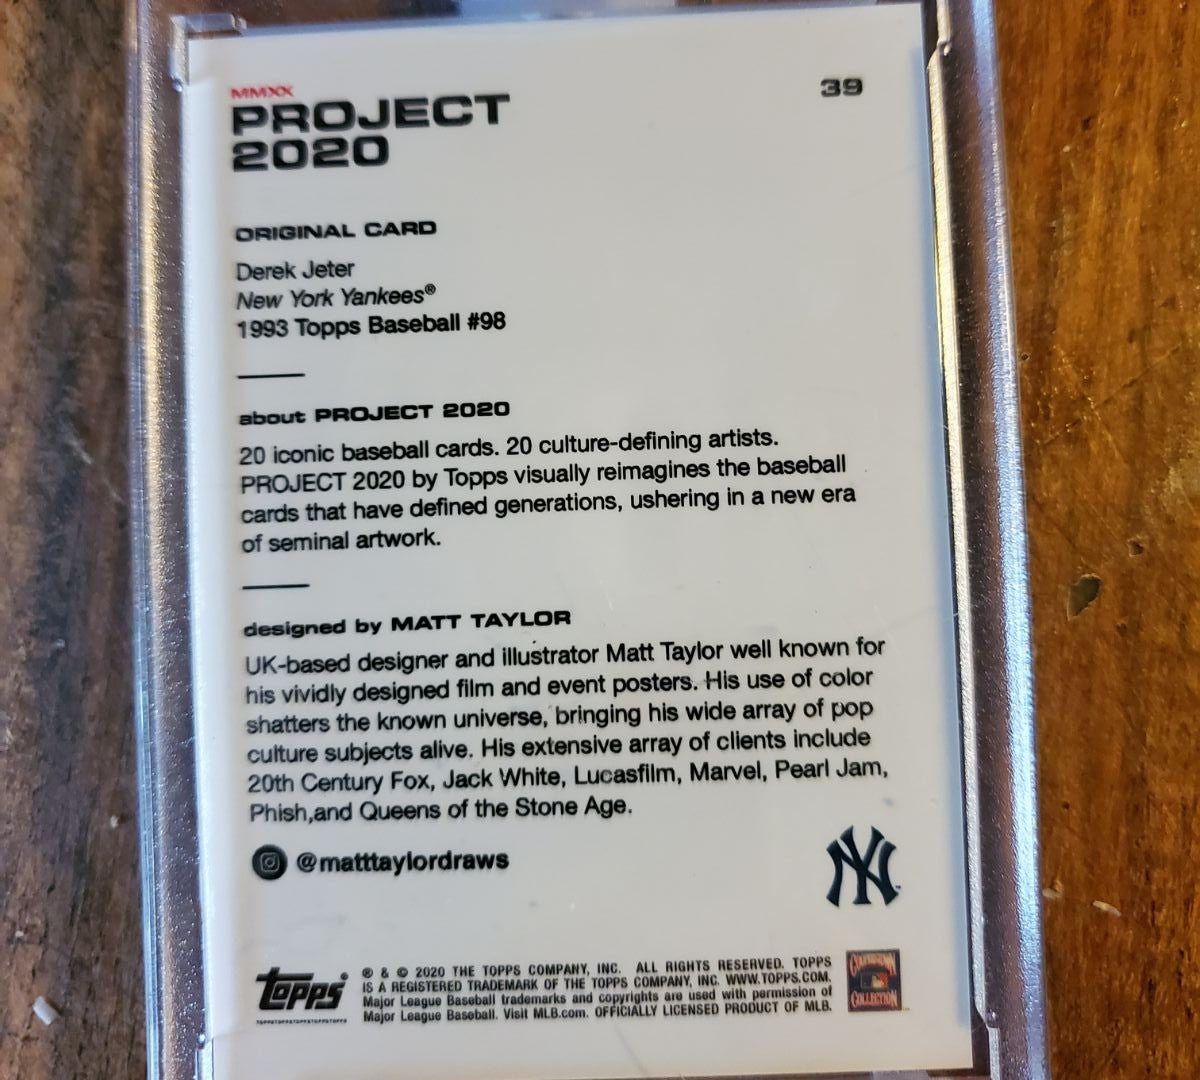 MMXX
PROJECT
2020
39
ORIGINAL CARD
Derek Jeter
New York Yankees®
1993 Topps Baseball #98
about PROJECT 2020
20 iconic baseball cards. 20 culture-defining artists.
PROJECT 2020 by Topps visually reimagines the baseball
cards that have defined generations, ushering in a new era
of seminal artwork.
designed by MATT TAYLOR
UK-based designer and illustrator Matt Taylor well known for
his vividly designed film and event posters. His use of color
shatters the known universe, bringing his wide array of pop
culture subjects alive. His extensive array of clients include
20th Century Fox, Jack White, Lucasfilm, Marvel, Pearl Jam,
Phish,and Queens of the Stone Age.
@matttaylordraws
NY
topps®
TOPPSTOPPSTOPPSTOPPSTOPPS
® & © 2020 THE TOPPS COMPANY, INC. ALL RIGHTS RESERVED. TOPPS
IS A REGISTERED TRADEMARK OF THE TOPPS COMPANY, INC. WWW.TOPPS.COM.
Major League Baseball trademarks and copyrights are used with permission of
Major League Baseball. Visit MLB.com. OFFICIALLY LICENSED PRODUCT OF MLB.
COOPERSTOWN
COLLECTION